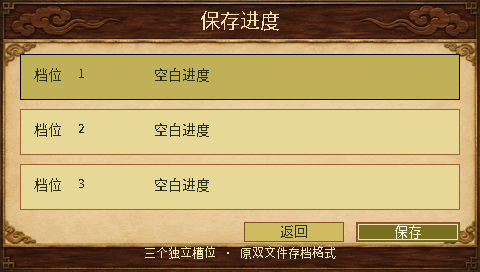 保存进度
档位 1 空白进度
档位 2 空白进度
档位 3 空白进度
返回 保存
三个独立槽位 · 原双文件存档格式